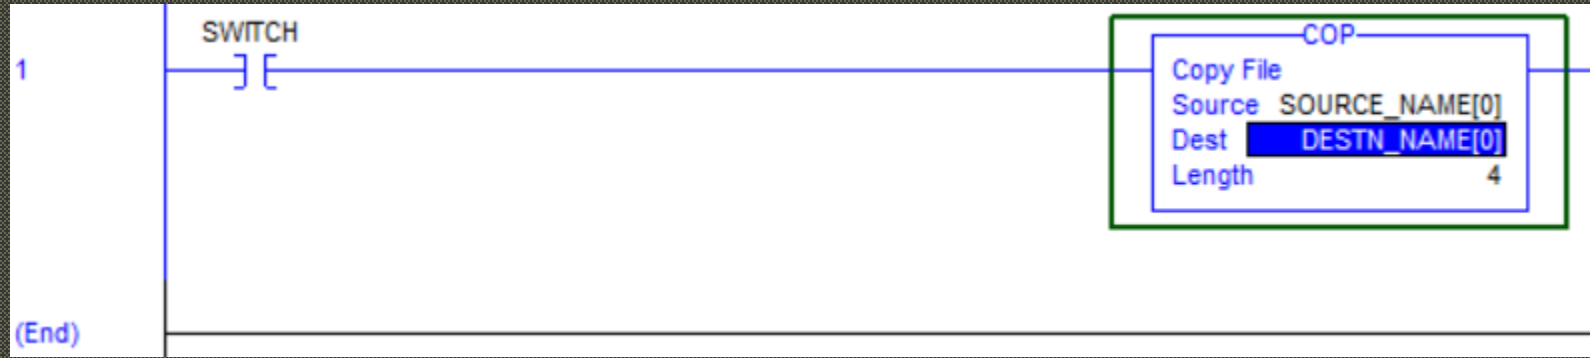 SWITCH
1
COP
Copy File
Source SOURCE_NAME[0]
Dest DESTN_NAME[0]
Length 4
(End)